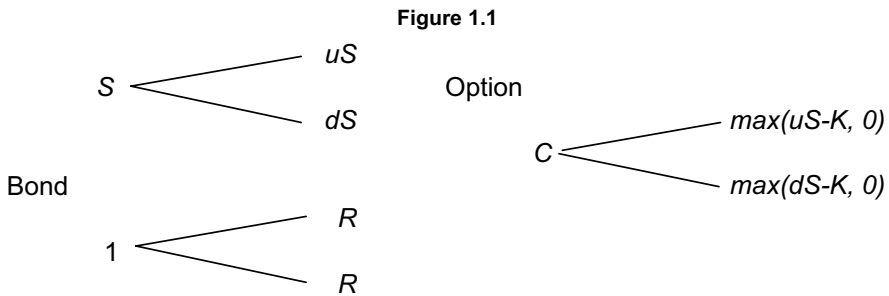 Figure 1.1
S
uS
dS
Option
C
max(uS-K, 0)
max(dS-K, 0)
Bond
1
R
R